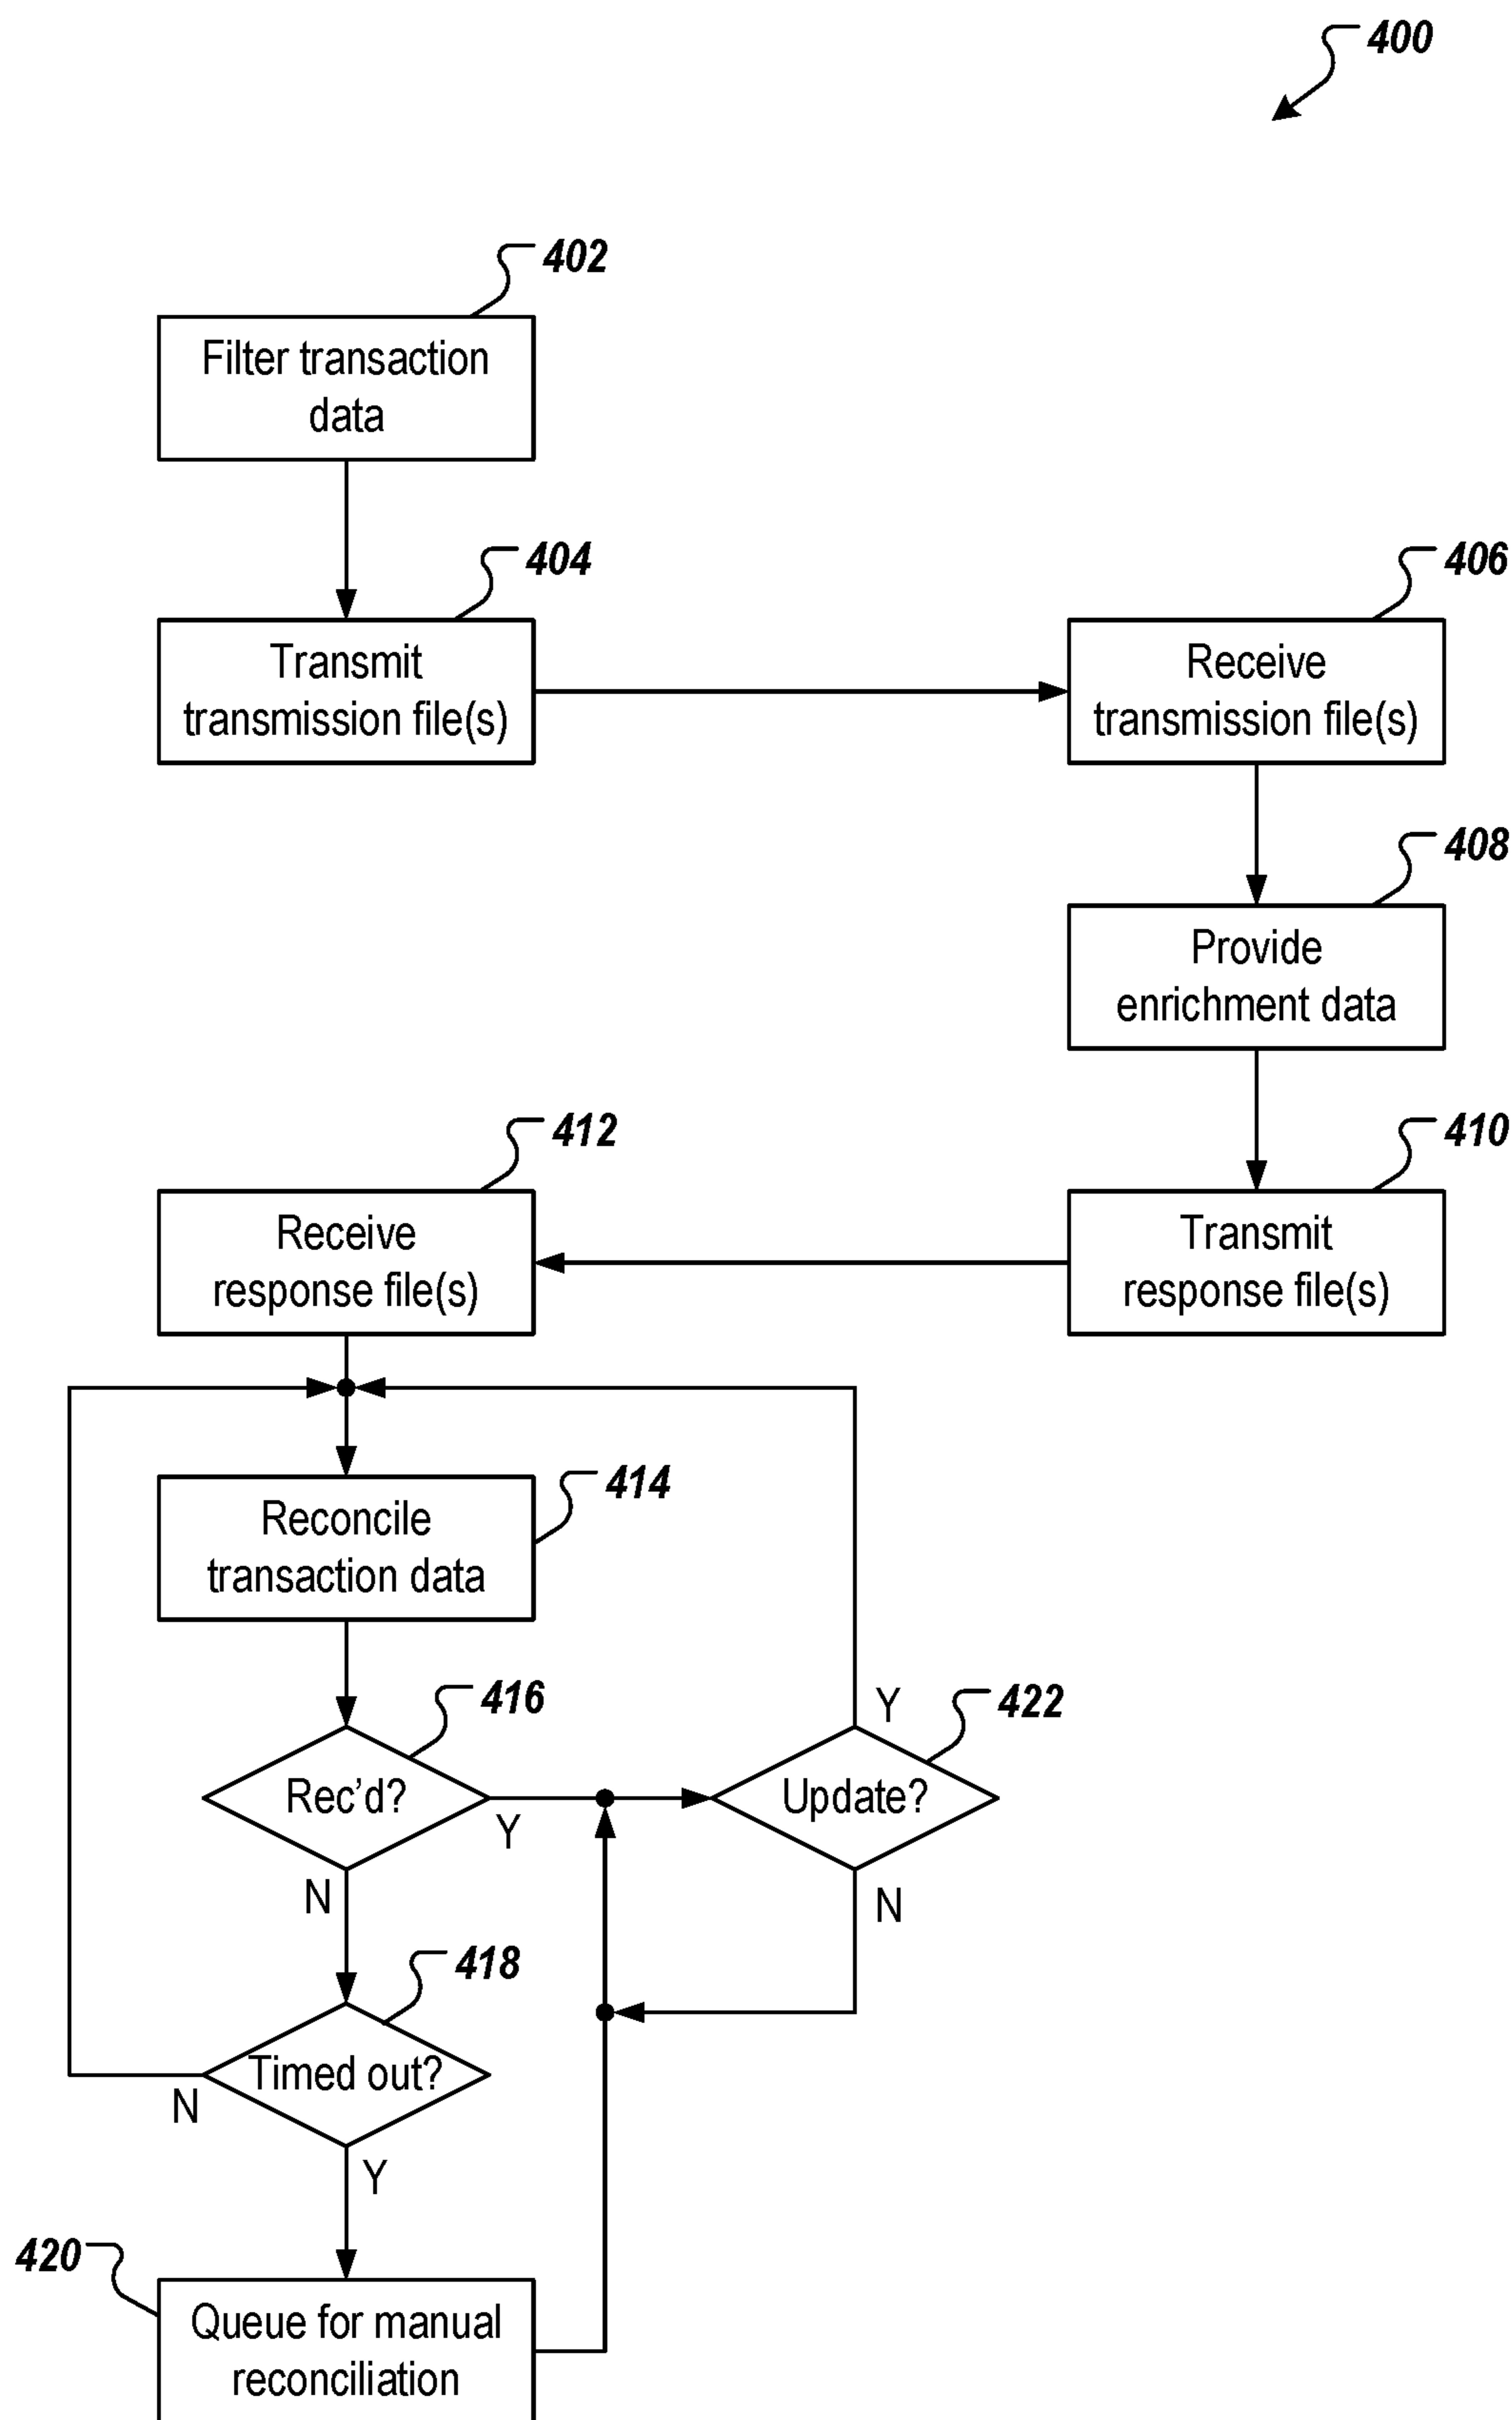 400
402
Filter transaction
data
404
Transmit
transmission file(s)
406
Receive
transmission file(s)
408
Provide
enrichment data
410
Transmit
response file(s)
412
Receive
response file(s)
414
Reconcile
transaction data
416
Rec'd?
Y
N
422
Update?
Y
N
418
Timed out?
N
Y
420
Queue for manual
reconciliation